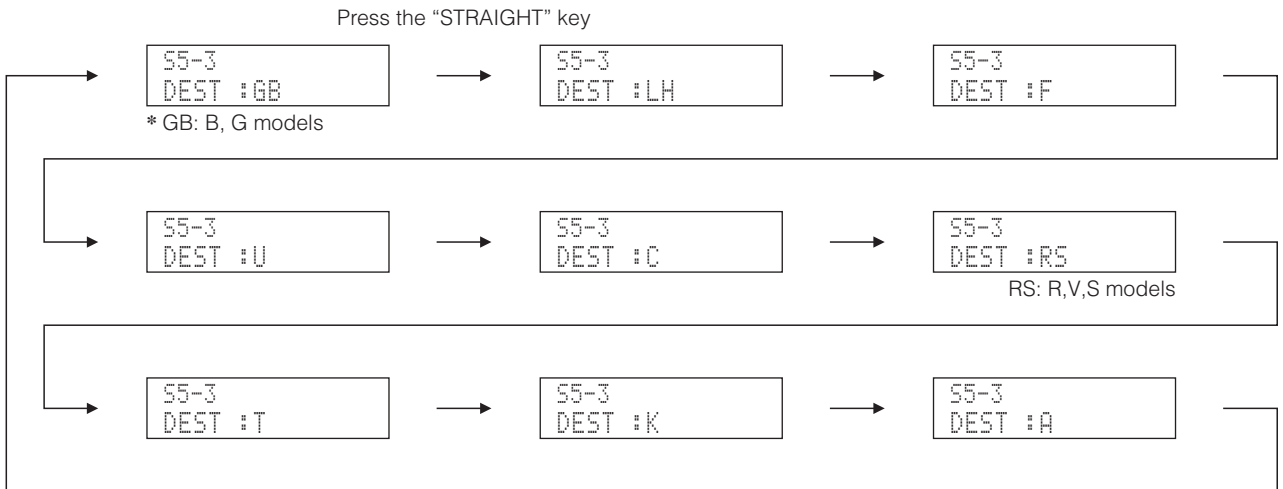 Press the “STRAIGHT” key
S5-3
DEST :GB
* GB: B, G models
S5-3
DEST :LH
S5-3
DEST :F
S5-3
DEST :U
S5-3
DEST :C
S5-3
DEST :RS
RS: R,V,S models
S5-3
DEST :T
S5-3
DEST :K
S5-3
DEST :A